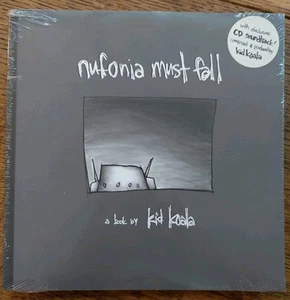 with exclusive
CD soundtrack!
composed & produced by
kid koala
nufonia must fall
a book by kid koala